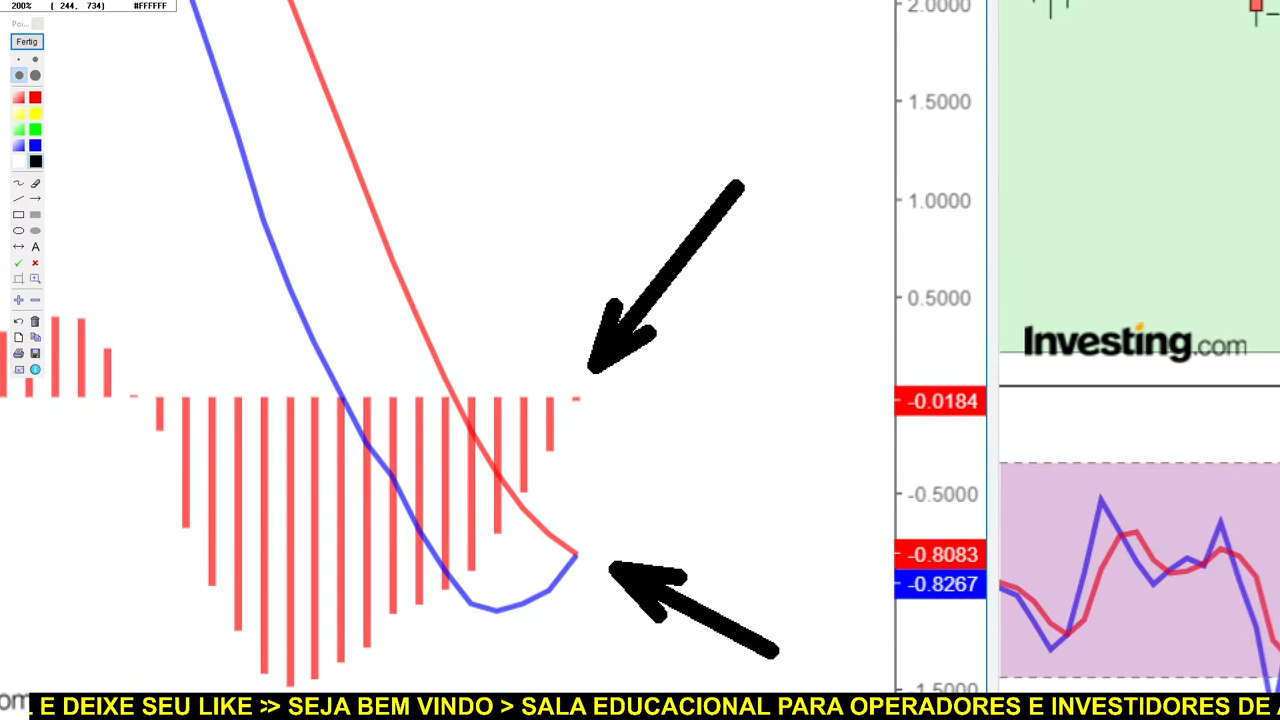 200% ( 244, 734) #FFFFFF
Poi...
Fertig
A
2.0000
1.5000
1.0000
0.5000
Investing.com
-0.0184
-0.5000
-0.8083
-0.8267
E DEIXE SEU LIKE >> SEJA BEM VINDO > SALA EDUCACIONAL PARA OPERADORES E INVESTIDORES DE